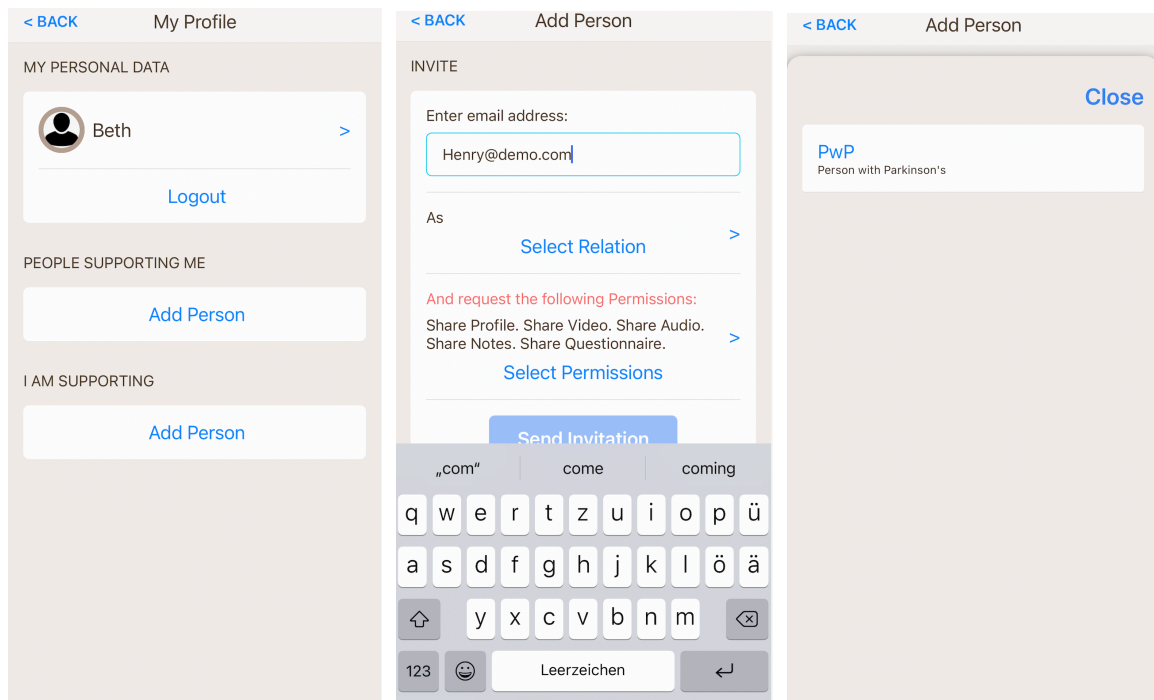 < BACK My Profile
MY PERSONAL DATA
Beth >
Logout
PEOPLE SUPPORTING ME
Add Person
I AM SUPPORTING
Add Person
< BACK Add Person
INVITE
Enter email address:
Henry@demo.com
As
Select Relation >
And request the following Permissions:
Share Profile. Share Video. Share Audio.
Share Notes. Share Questionnaire. >
Select Permissions
Send Invitation
„com“ come coming
q w e r t z u i o p ü
a s d f g h j k l ö ä
y x c v b n m
123 Leerzeichen
< BACK Add Person
Close
PwP
Person with Parkinson's